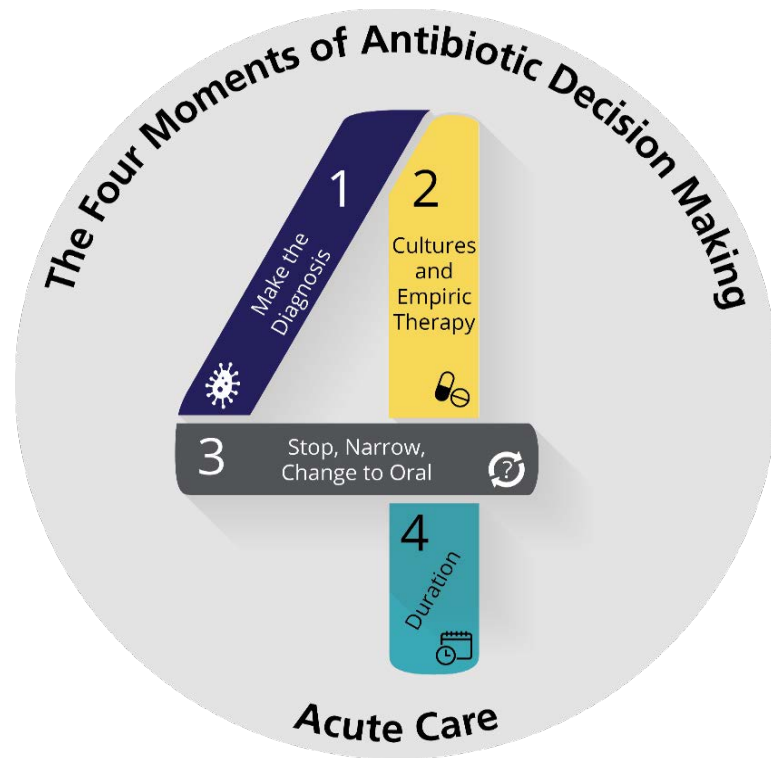 The Four Moments of Antibiotic Decision Making
1
Make the
Diagnosis
2
Cultures
and
Empiric
Therapy
3
Stop, Narrow,
Change to Oral
?
4
Duration
Acute Care